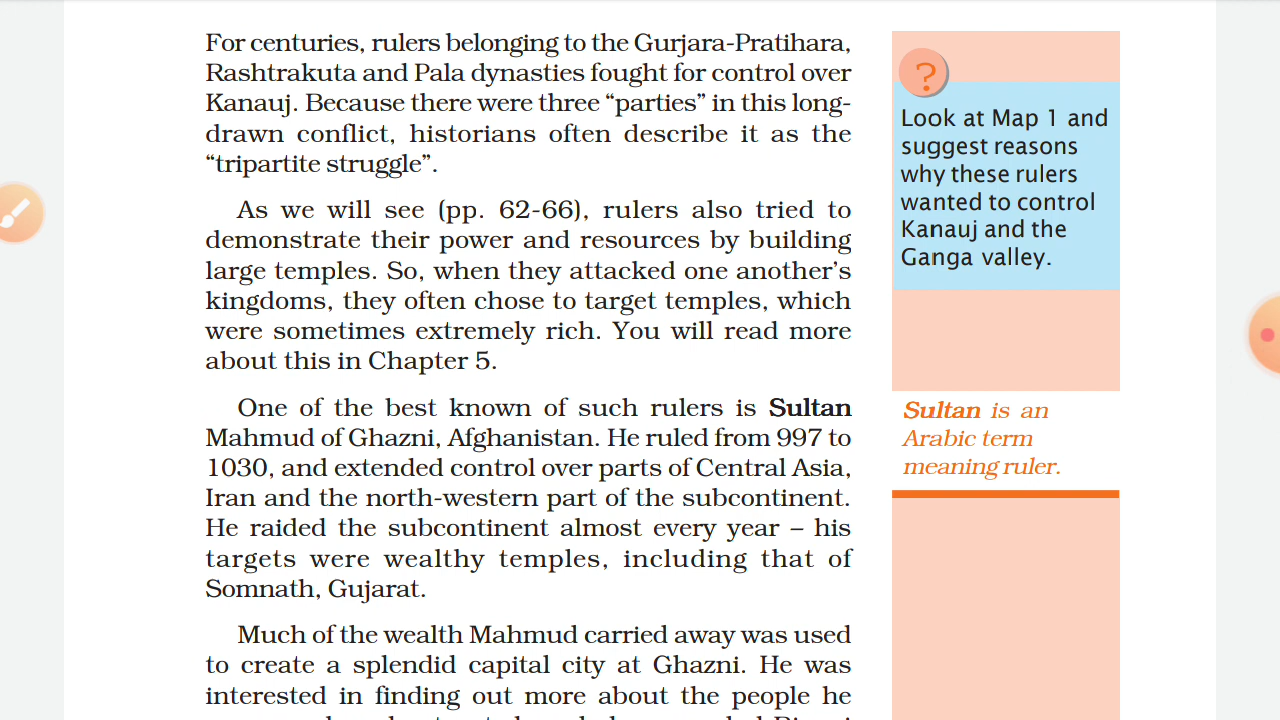 For centuries, rulers belonging to the Gurjara-Pratihara,
Rashtrakuta and Pala dynasties fought for control over
Kanauj. Because there were three “parties” in this long-
drawn conflict, historians often describe it as the
“tripartite struggle”.
As we will see (pp. 62-66), rulers also tried to
demonstrate their power and resources by building
large temples. So, when they attacked one another’s
kingdoms, they often chose to target temples, which
were sometimes extremely rich. You will read more
about this in Chapter 5.
One of the best known of such rulers is Sultan
Mahmud of Ghazni, Afghanistan. He ruled from 997 to
1030, and extended control over parts of Central Asia,
Iran and the north-western part of the subcontinent.
He raided the subcontinent almost every year – his
targets were wealthy temples, including that of
Somnath, Gujarat.
Much of the wealth Mahmud carried away was used
to create a splendid capital city at Ghazni. He was
interested in finding out more about the people he
?
Look at Map 1 and
suggest reasons
why these rulers
wanted to control
Kanauj and the
Ganga valley.
Sultan is an
Arabic term
meaning ruler.